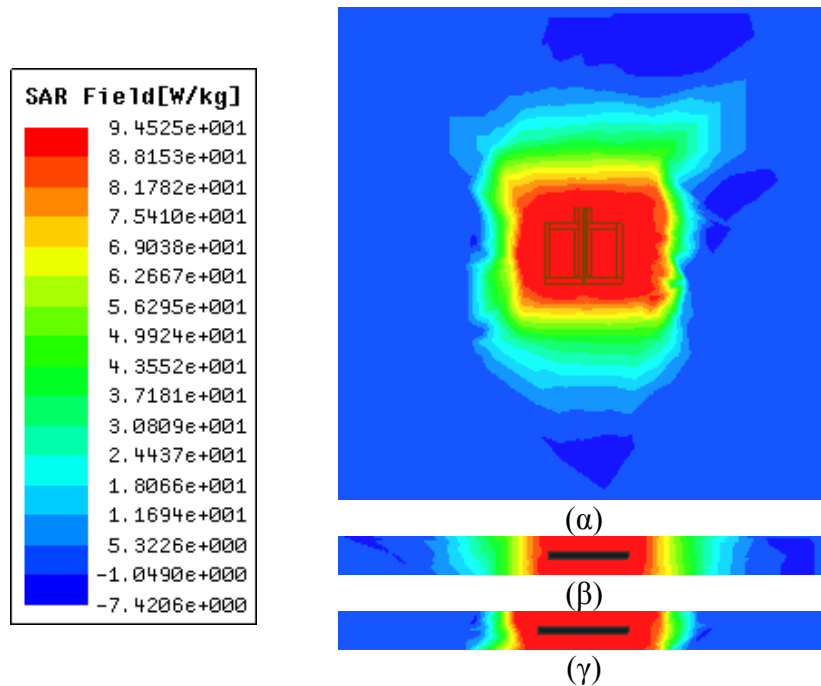 SAR Field[W/kg]
9.4525e+001
8.8153e+001
8.1782e+001
7.5410e+001
6.9038e+001
6.2667e+001
5.6295e+001
4.9924e+001
4.3552e+001
3.7181e+001
3.0809e+001
2.4437e+001
1.8066e+001
1.1694e+001
5.3226e+000
-1.0490e+000
-7.4206e+000
(α)
(β)
(γ)